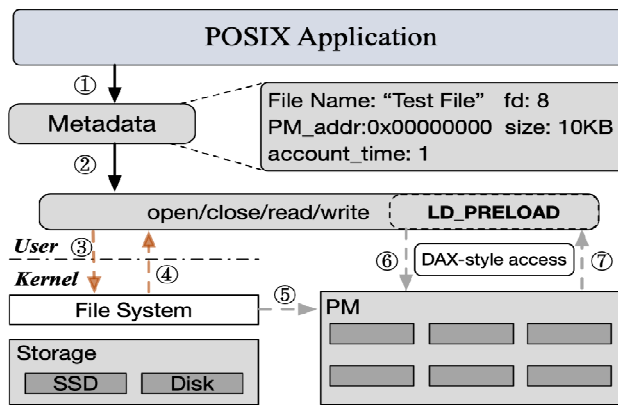 POSIX Application
①
Metadata
File Name: “Test File” fd: 8
PM_addr:0x00000000 size: 10KB
account_time: 1
②
open/close/read/write LD_PRELOAD
User ③ ④ ⑥ DAX-style access ⑦
Kernel
File System ⑤ PM
Storage
SSD Disk